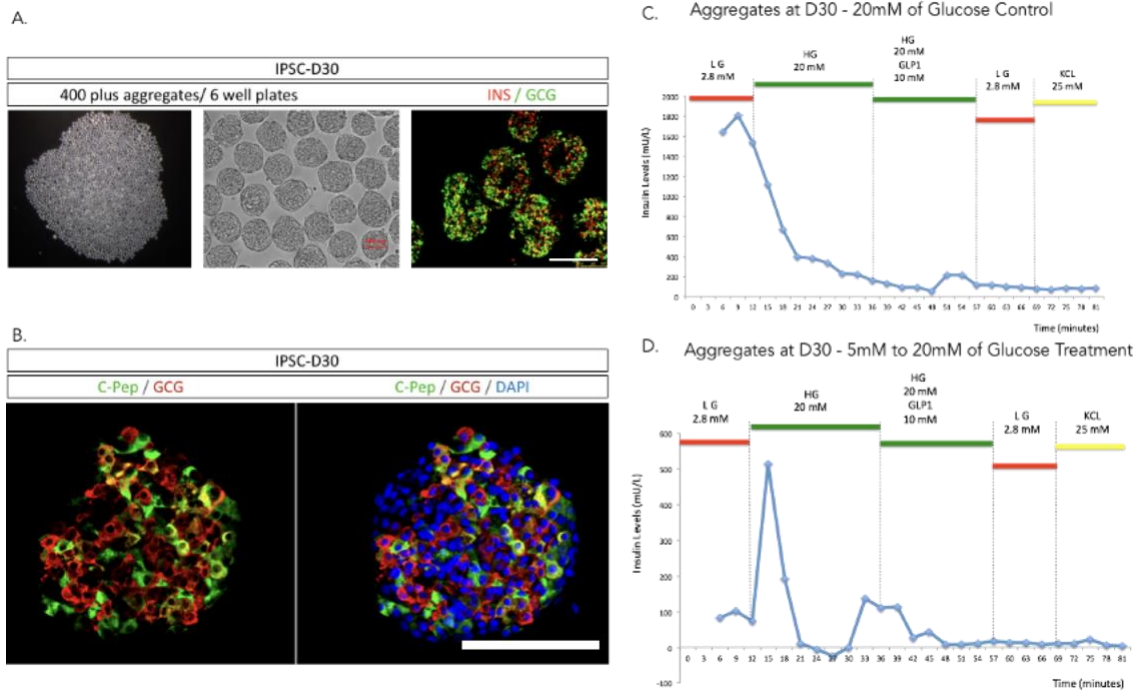 A.
IPSC-D30
400 plus aggregates/ 6 well plates
INS / GCG
B.
IPSC-D30
C-Pep / GCG
C-Pep / GCG / DAPI
C.
Aggregates at D30 - 20mM of Glucose Control
L G
2.8 mM
HG
20 mM
HG
20 mM
GLP1
10 mM
L G
2.8 mM
KCL
25 mM
Insulin Levels (mU/L)
2000
1800
1600
1400
1200
1000
800
600
400
200
0
0 3 6 9 12 15 18 21 24 27 30 33 36 39 42 45 48 51 54 57 60 63 66 69 72 75 78 81
Time (minutes)
D.
Aggregates at D30 - 5mM to 20mM of Glucose Treatment
L G
2.8 mM
HG
20 mM
HG
20 mM
GLP1
10 mM
L G
2.8 mM
KCL
25 mM
Insulin Levels (mU/L)
600
500
400
300
200
100
0
-100
0 3 6 9 12 15 18 21 24 27 30 33 36 39 42 45 48 51 54 57 60 63 66 69 72 75 78 81
Time (minutes)